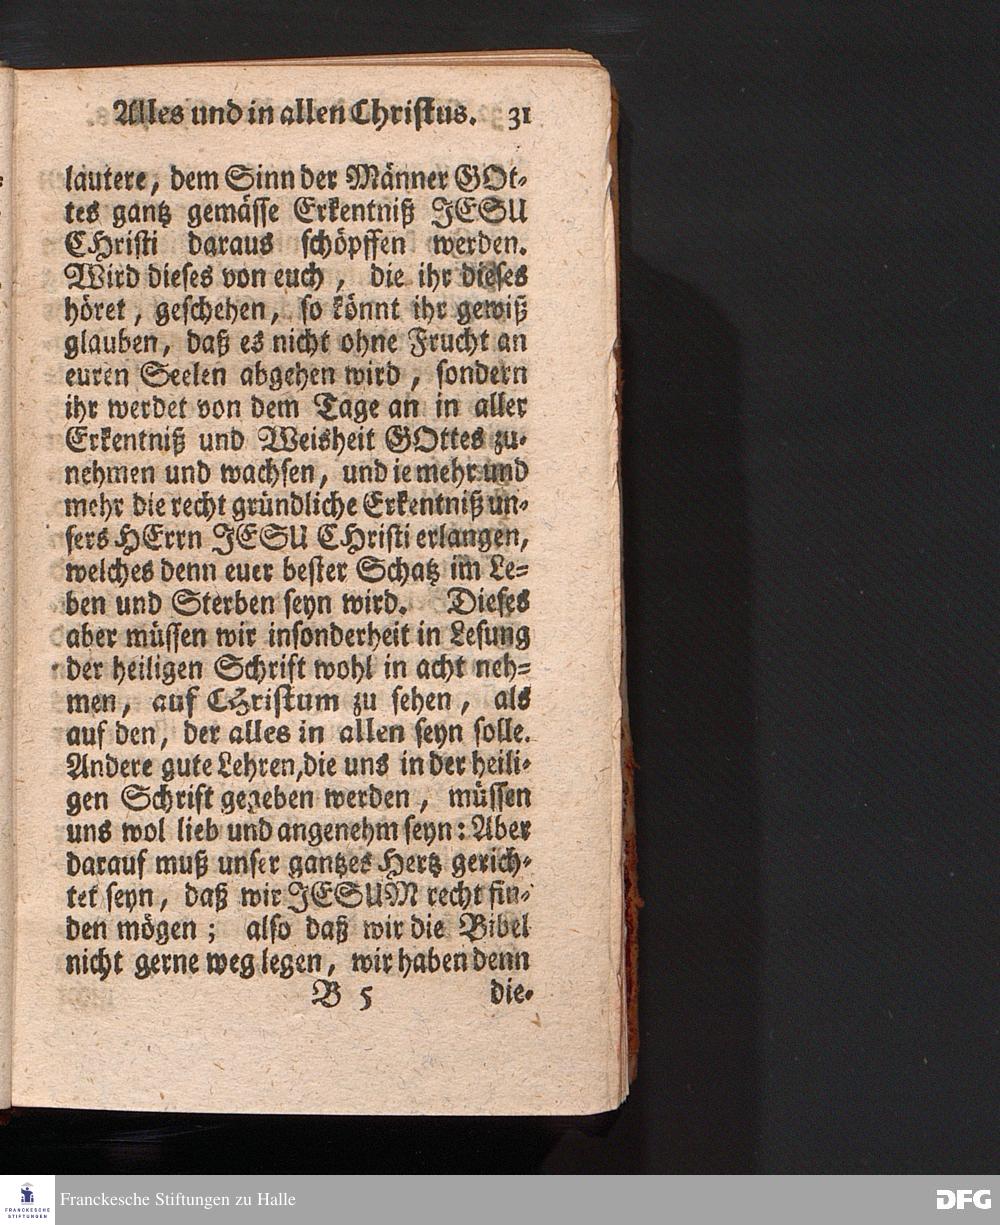 Alles und in allen Christus. 31
lautere, dem Sinn der Männer GOt-
tes gantz gemässe Erkentniß JESU
CHristi daraus schöpffen werden.
Wird dieses von euch, die ihr dieses
höret, geschehen, so könnt ihr gewiß
glauben, daß es nicht ohne Frucht an
euren Seelen abgehen wird, sondern
ihr werdet von dem Tage an in aller
Erkentniß und Weisheit GOttes zu-
nehmen und wachsen, und ie mehr und
mehr die recht gründliche Erkentniß un-
sers HErrn JESU CHristi erlangen,
welches denn euer bester Schatz im Le-
ben und Sterben seyn wird. Dieses
aber müssen wir insonderheit in Lesung
der heiligen Schrift wohl in acht neh-
men, auf CHristum zu sehen, als
auf den, der alles in allen seyn solle.
Andere gute Lehren, die uns in der heili-
gen Schrift gegeben werden, müssen
uns wol lieb und angenehm seyn: Aber
darauf muß unser gantzes Hertz gerich-
tet seyn, daß wir JESUM recht fin-
den mögen; also daß wir die Bibel
nicht gerne weg legen, wir haben denn
B 5 die-
FRANCKESCHE
STIFTUNGEN
Franckesche Stiftungen zu Halle
DFG